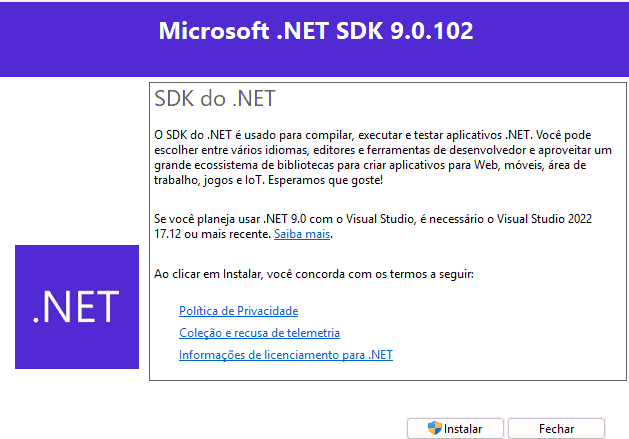 Microsoft .NET SDK 9.0.102
SDK do .NET
O SDK do .NET é usado para compilar, executar e testar aplicativos .NET. Você pode
escolher entre vários idiomas, editores e ferramentas de desenvolvedor e aproveitar um
grande ecossistema de bibliotecas para criar aplicativos para Web, móveis, área de
trabalho, jogos e IoT. Esperamos que goste!
Se você planeja usar .NET 9.0 com o Visual Studio, é necessário o Visual Studio 2022
17.12 ou mais recente. Saiba mais.
Ao clicar em Instalar, você concorda com os termos a seguir:
.NET
Política de Privacidade
Coleção e recusa de telemetria
Informações de licenciamento para .NET
Instalar
Fechar